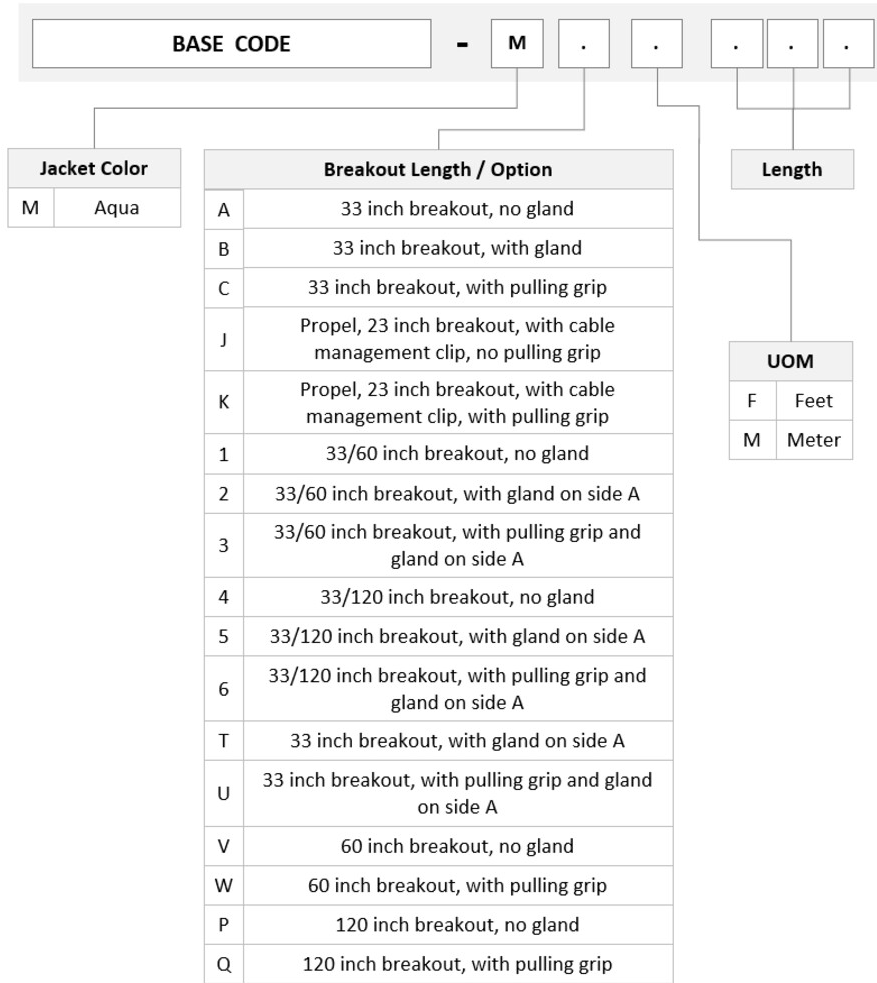 BASE CODE - M . . . . .
Jacket Color
M Aqua
Breakout Length / Option
A 33 inch breakout, no gland
B 33 inch breakout, with gland
C 33 inch breakout, with pulling grip
J Propel, 23 inch breakout, with cable
management clip, no pulling grip
K Propel, 23 inch breakout, with cable
management clip, with pulling grip
1 33/60 inch breakout, no gland
2 33/60 inch breakout, with gland on side A
3 33/60 inch breakout, with pulling grip and
gland on side A
4 33/120 inch breakout, no gland
5 33/120 inch breakout, with gland on side A
6 33/120 inch breakout, with pulling grip and
gland on side A
T 33 inch breakout, with gland on side A
U 33 inch breakout, with pulling grip and gland
on side A
V 60 inch breakout, no gland
W 60 inch breakout, with pulling grip
P 120 inch breakout, no gland
Q 120 inch breakout, with pulling grip
Length
UOM
F Feet
M Meter